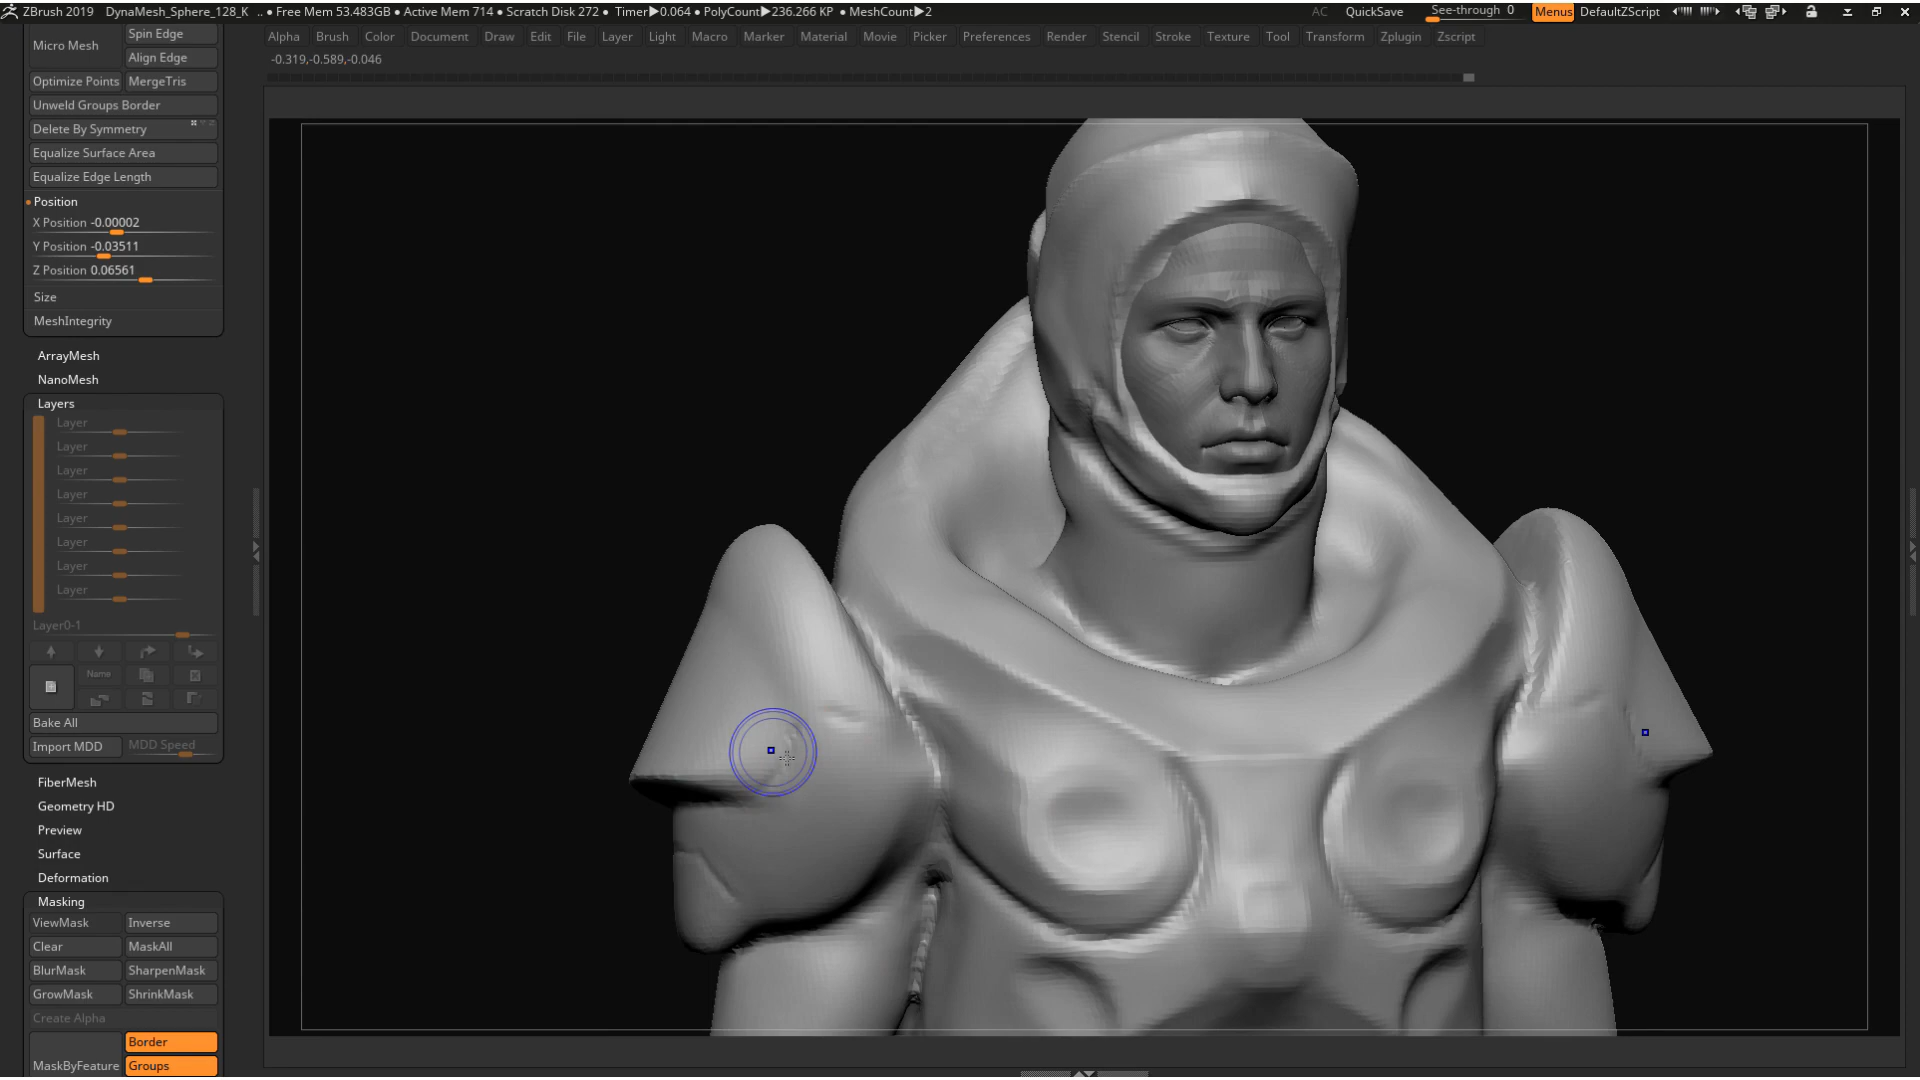 ZBrush 2019 DynaMesh_Sphere_128_K .. • Free Mem 53.483GB • Active Mem 714 • Scratch Disk 272 • Timer▶0.064 • PolyCount▶236.266 KP • MeshCount▶2 AC QuickSave See-through 0 Menus DefaultZScript
Alpha Brush Color Document Draw Edit File Layer Light Macro Marker Material Movie Picker Preferences Render Stencil Stroke Texture Tool Transform Zplugin Zscript
-0.319,-0.589,-0.046
Micro Mesh
Spin Edge
Align Edge
Optimize Points MergeTris
Unweld Groups Border
Delete By Symmetry
Equalize Surface Area
Equalize Edge Length
Position
X Position -0.00002
Y Position -0.03511
Z Position 0.06561
Size
MeshIntegrity
ArrayMesh
NanoMesh
Layers
Layer
Layer
Layer
Layer
Layer
Layer
Layer
Layer
Layer0-1
Name
Bake All
Import MDD MDD Speed
FiberMesh
Geometry HD
Preview
Surface
Deformation
Masking
ViewMask Inverse
Clear MaskAll
BlurMask SharpenMask
GrowMask ShrinkMask
Create Alpha
Border
MaskByFeature Groups